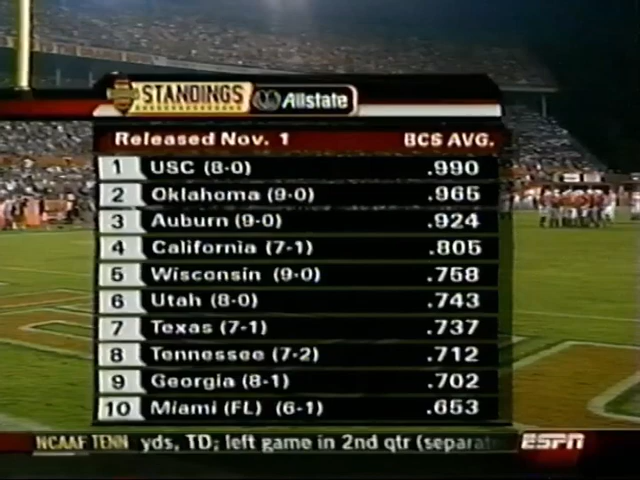 STANDINGS Allstate
Released Nov. 1 BCS AVG.
1 USC (8-0) .990
2 Oklahoma (9-0) .965
3 Auburn (9-0) .924
4 California (7-1) .805
5 Wisconsin (9-0) .758
6 Utah (8-0) .743
7 Texas (7-1) .737
8 Tennessee (7-2) .712
9 Georgia (8-1) .702
10 Miami (FL) (6-1) .653
NCAAF TENN yds, TD; left game in 2nd qtr (separat ESPN